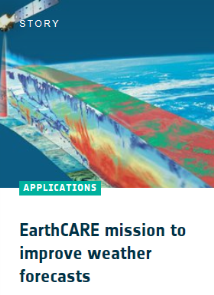 STORY
APPLICATIONS
EarthCARE mission to
improve weather
forecasts